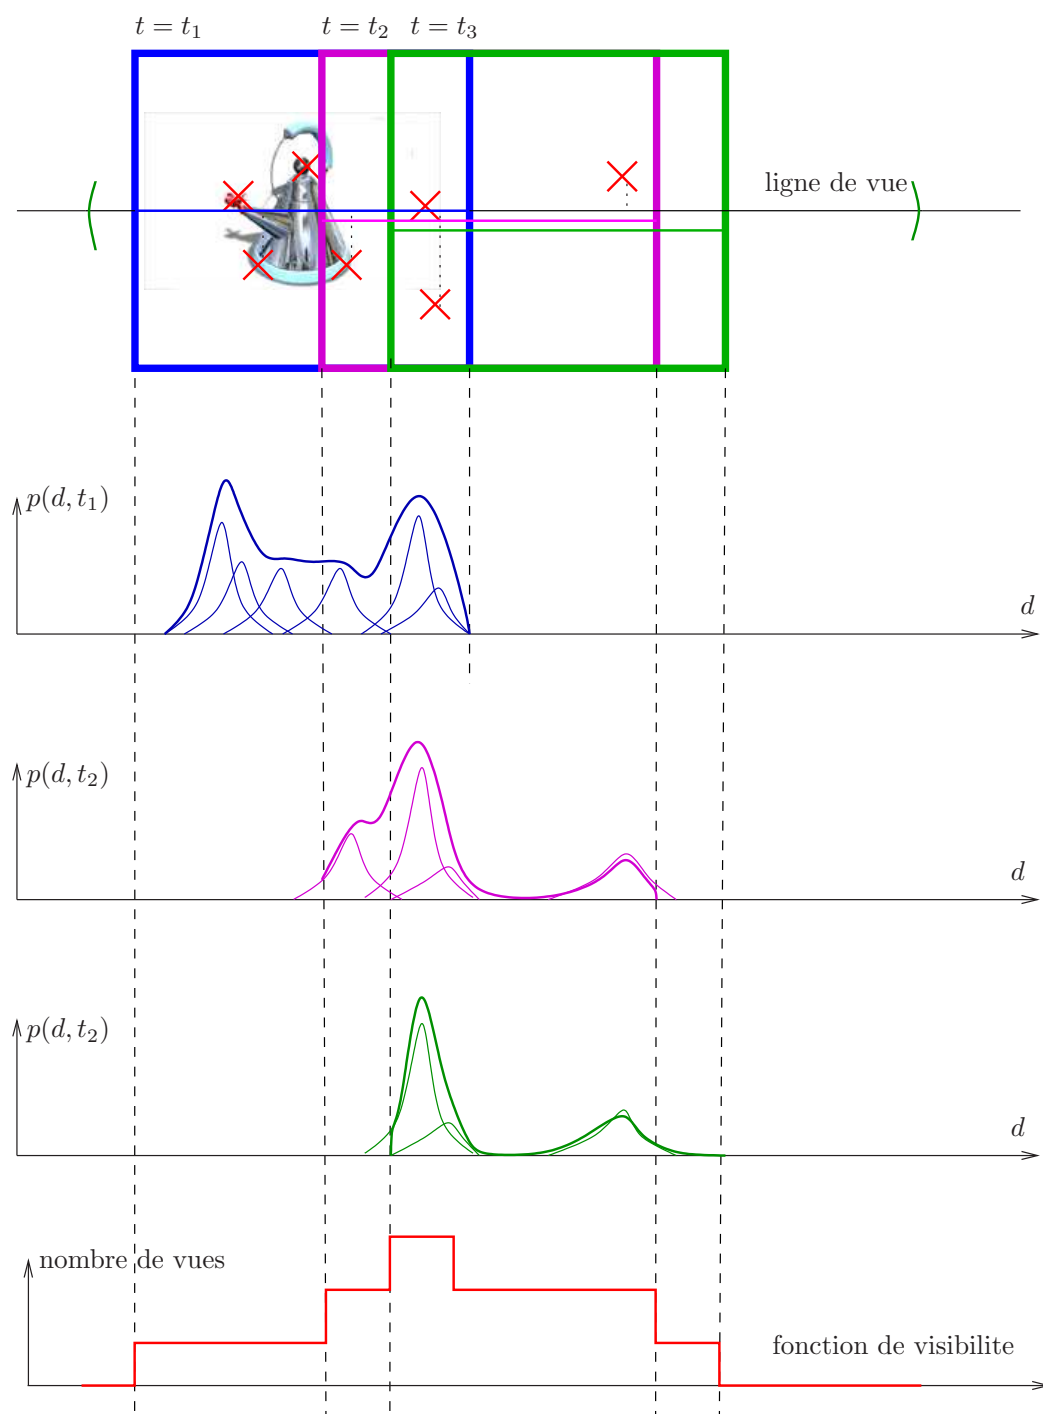 t = t₁ t = t₂ t = t₃
ligne de vue
p(d, t₁)
d
p(d, t₂)
d
p(d, t₂)
d
nombre de vues
fonction de visibilite